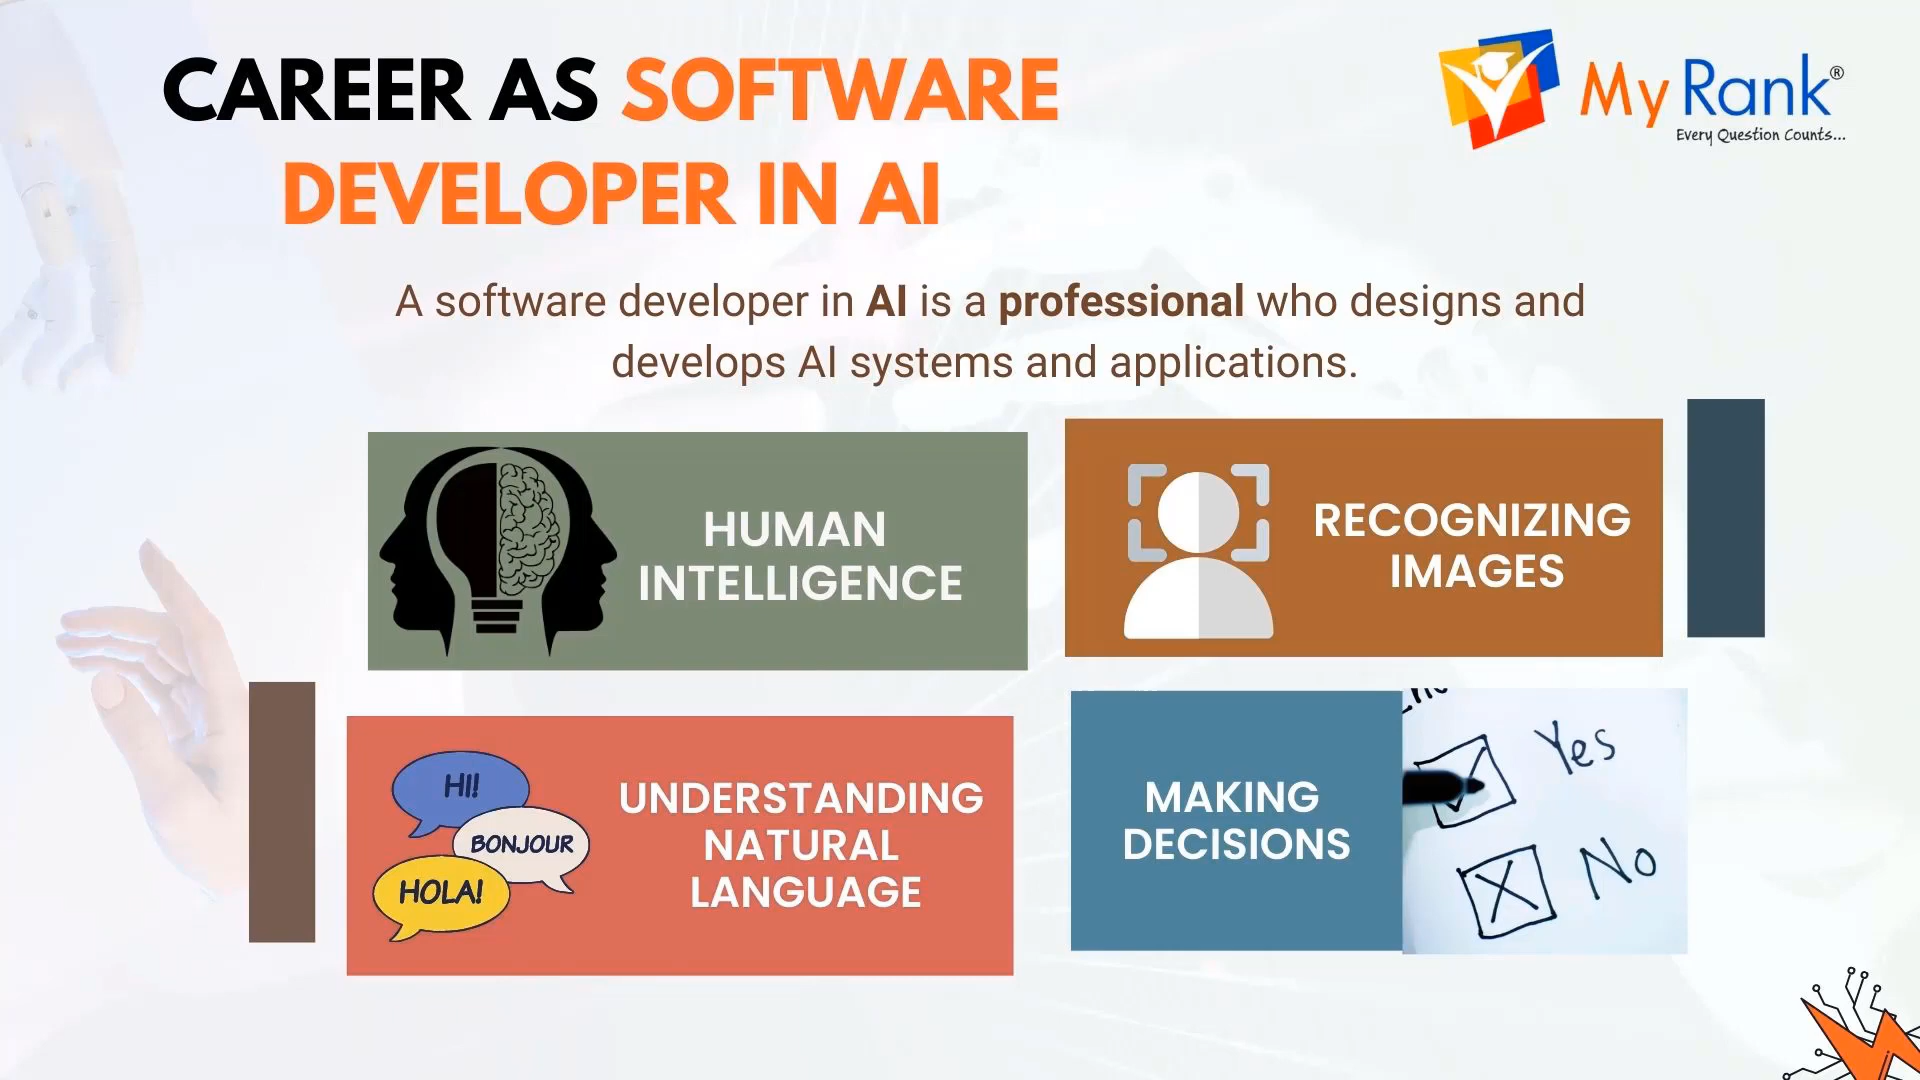 CAREER AS SOFTWARE
DEVELOPER IN AI
My Rank®
Every Question Counts...
A software developer in AI is a professional who designs and
develops AI systems and applications.
HUMAN
INTELLIGENCE
RECOGNIZING
IMAGES
HI!
BONJOUR
HOLA!
UNDERSTANDING
NATURAL
LANGUAGE
MAKING
DECISIONS
Yes
No